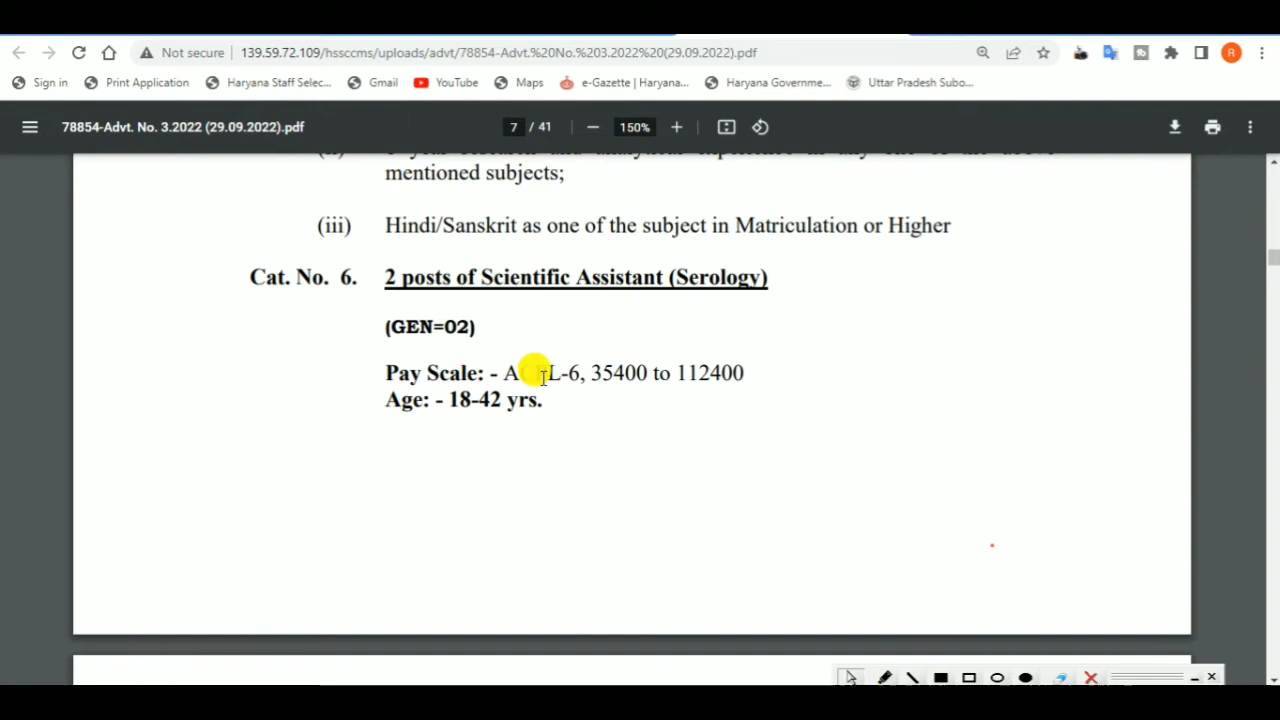 Not secure | 139.59.72.109/hssccms/uploads/advt/78854-Advt.%20No.%203.2022%20(29.09.2022).pdf
R
Sign in Print Application Haryana Staff Selec... Gmail YouTube Maps e-Gazette | Haryana... Haryana Governme... Uttar Pradesh Subo...
78854-Advt. No. 3.2022 (29.09.2022).pdf 7 / 41 150%
mentioned subjects;
(iii) Hindi/Sanskrit as one of the subject in Matriculation or Higher
Cat. No. 6. 2 posts of Scientific Assistant (Serology)
(GEN=02)
Pay Scale: - 35400 to 112400
Age: - 18-42 yrs.